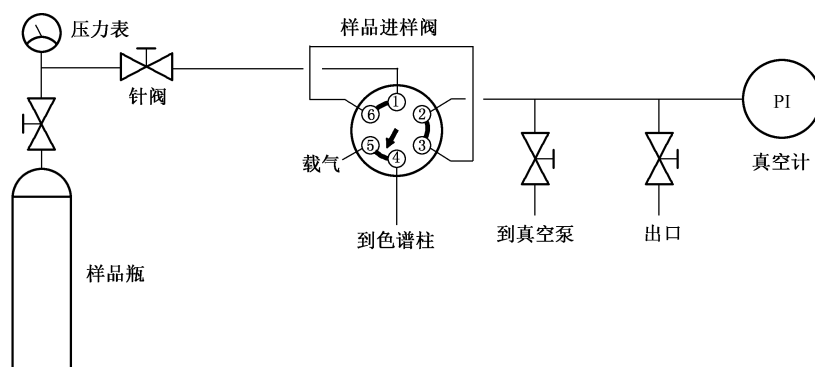 压力表
样品进样阀
针阀
①
⑥
②
PI
⑤
③
④
载气
真空计
到色谱柱
到真空泵
出口
样品瓶